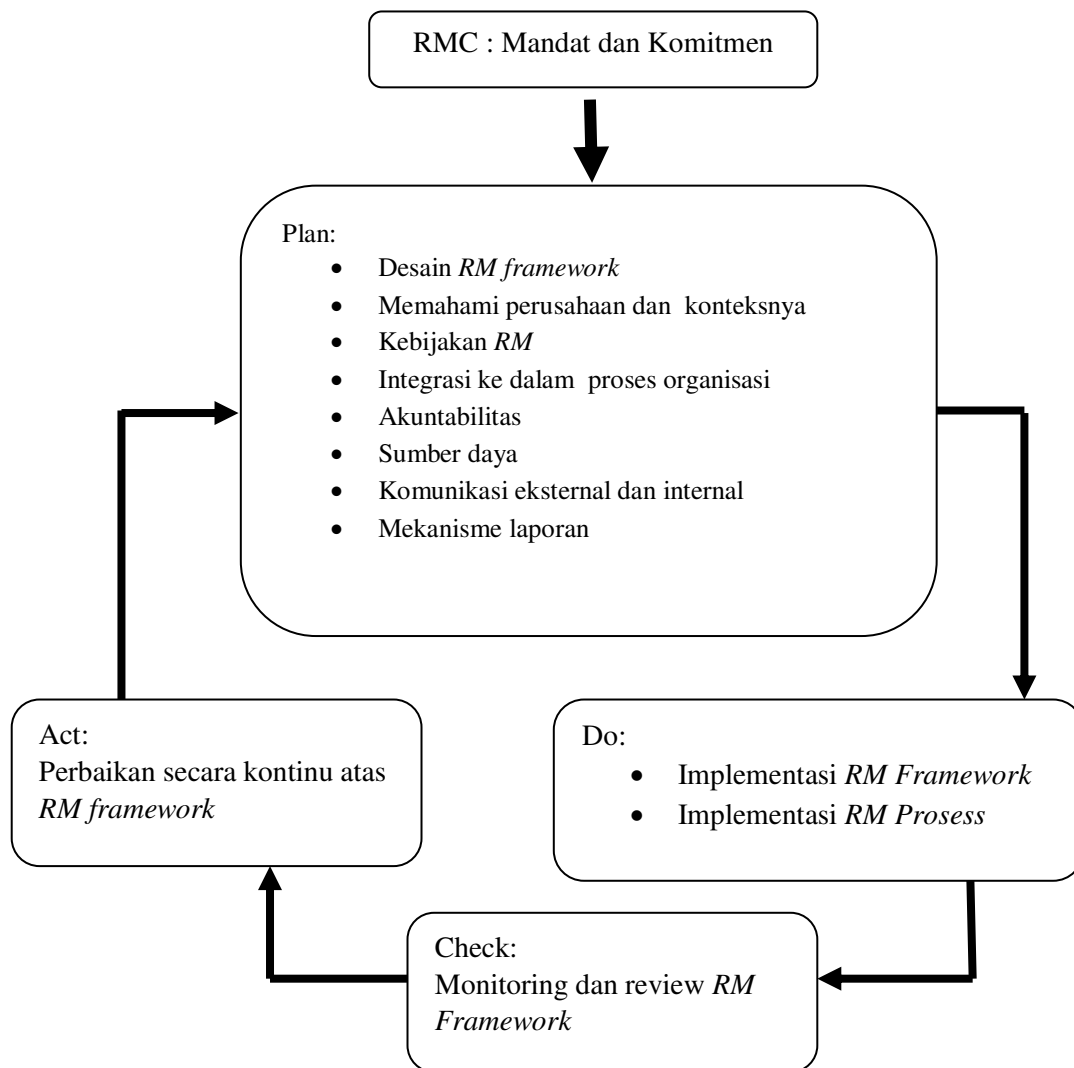 RMC : Mandat dan Komitmen
Plan:
• Desain RM framework
• Memahami perusahaan dan konteksnya
• Kebijakan RM
• Integrasi ke dalam proses organisasi
• Akuntabilitas
• Sumber daya
• Komunikasi eksternal dan internal
• Mekanisme laporan
Act:
Perbaikan secara kontinu atas
RM framework
Do:
• Implementasi RM Framework
• Implementasi RM Prosess
Check:
Monitoring dan review RM
Framework